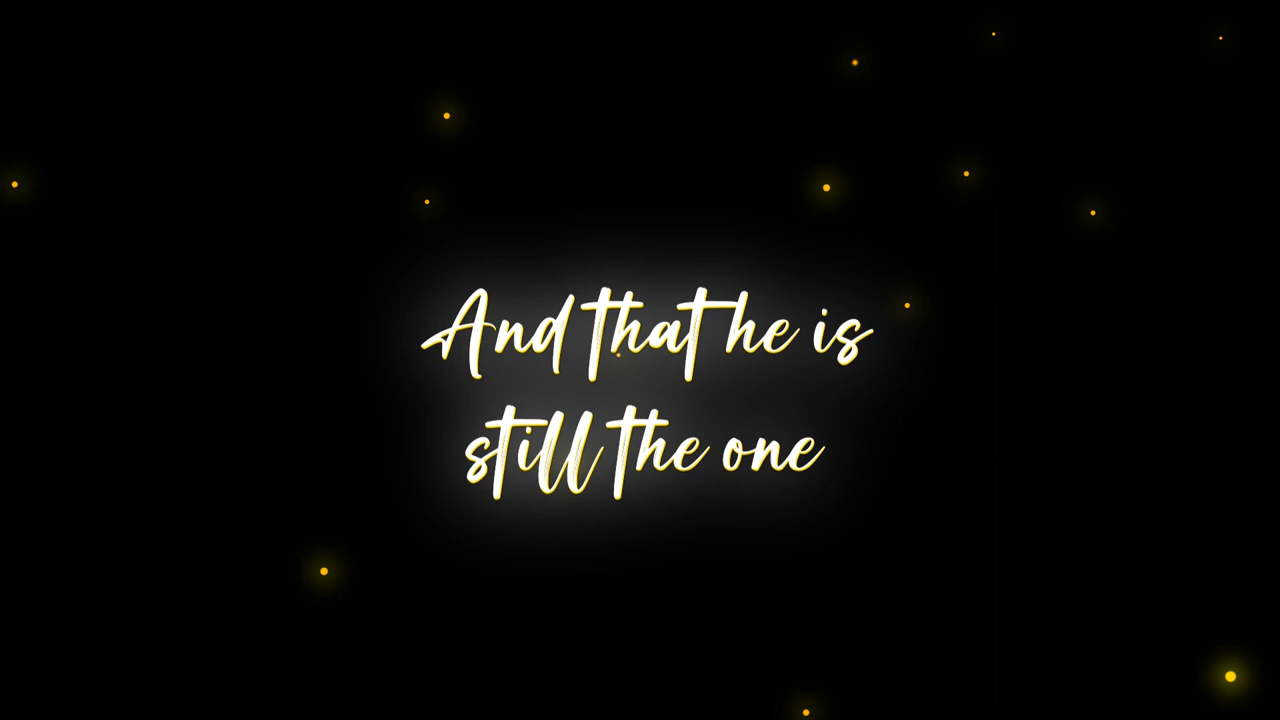 And that he is
still the one